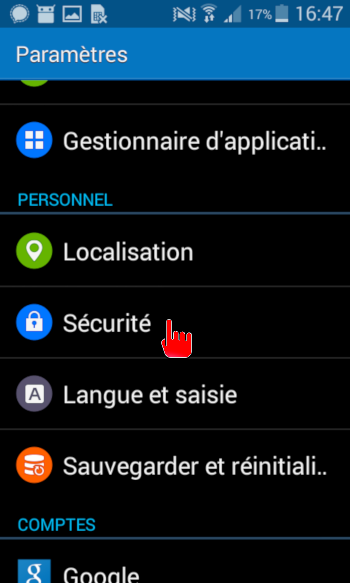 17% 16:47
Paramètres
Gestionnaire d'applicati..
PERSONNEL
Localisation
Sécurité
A Langue et saisie
Sauvegarder et réinitiali..
COMPTES
g Google